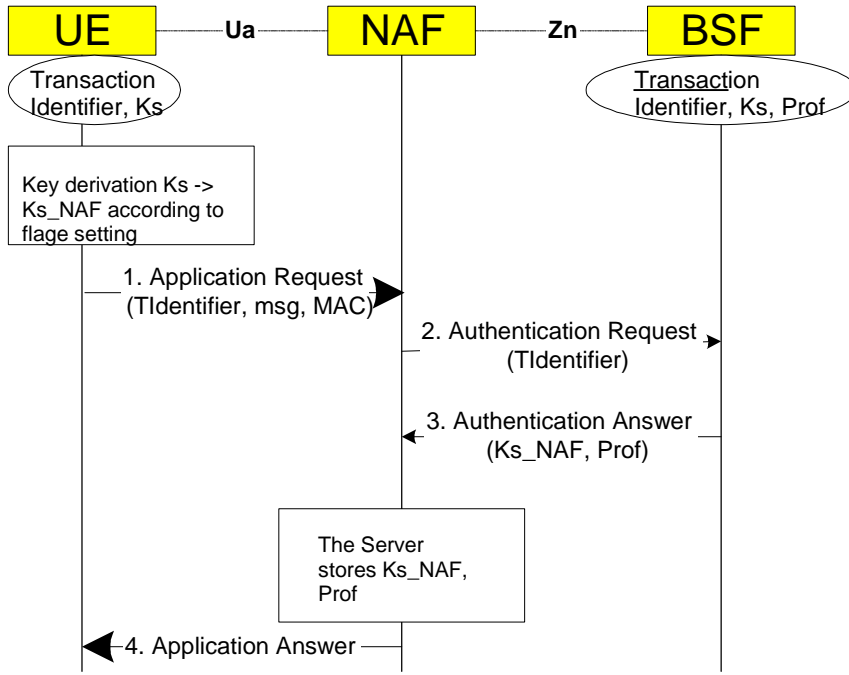 UE
Ua
NAF
Zn
BSF
Transaction
Identifier, Ks
Transaction
Identifier, Ks, Prof
Key derivation Ks ->
Ks_NAF according to
flage setting
1. Application Request
(TIdentifier, msg, MAC)
2. Authentication Request
(TIdentifier)
3. Authentication Answer
(Ks_NAF, Prof)
The Server
stores Ks_NAF,
Prof
4. Application Answer